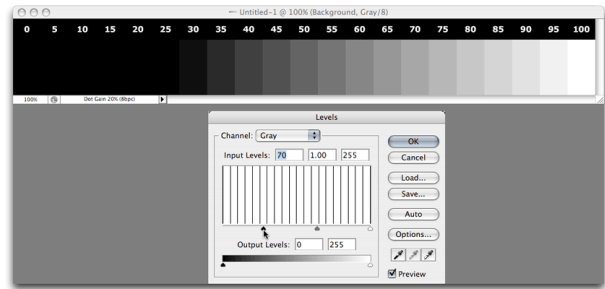 Untitled-1 @ 100% (Background, Gray/8)
0 5 10 15 20 25 30 35 40 45 50 55 60 65 70 75 80 85 90 95 100
100% Dot Gain 20% (8bpc)
Levels
Channel: Gray
OK
Input Levels: 70 1.00 255
Cancel
Load...
Save...
Auto
Options...
Output Levels: 0 255
Preview